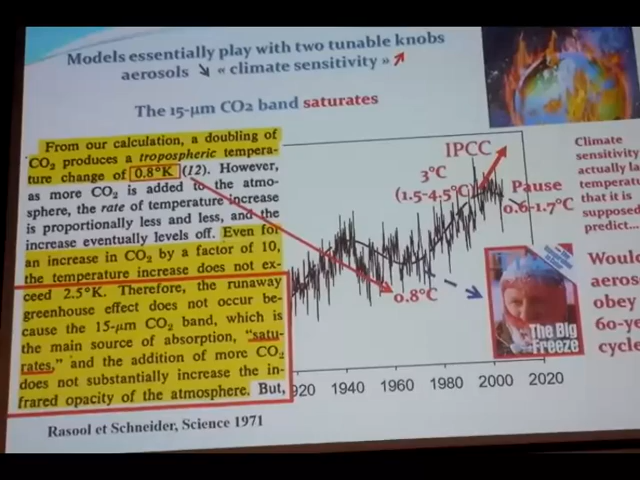 Models essentially play with two tunable knobs
aerosols ↘ « climate sensitivity » ↗
The 15-µm CO2 band saturates
From our calculation, a doubling of
CO₂ produces a tropospheric tempera-
ture change of 0.8°K (12). However,
as more CO₂ is added to the atmo-
sphere, the rate of temperature increase
is proportionally less and less, and the
increase eventually levels off. Even for
an increase in CO₂ by a factor of 10,
the temperature increase does not ex-
ceed 2.5°K. Therefore, the runaway
greenhouse effect does not occur be-
cause the 15-μm CO₂ band, which is
the main source of absorption, "satu-
rates," and the addition of more CO₂
does not substantially increase the in-
frared opacity of the atmosphere. But,
Rasool et Schneider, Science 1971
IPCC
3°C
(1.5-4.5°C)
Pause
0.6-1.7°C
0.8°C
920 1940 1960 1980 2000 2020
The Big
Freeze
Climate
sensitivity
actually la
temperatu
that it is
supposed
predict...
Would
aeros
obey
60-ye
cycle